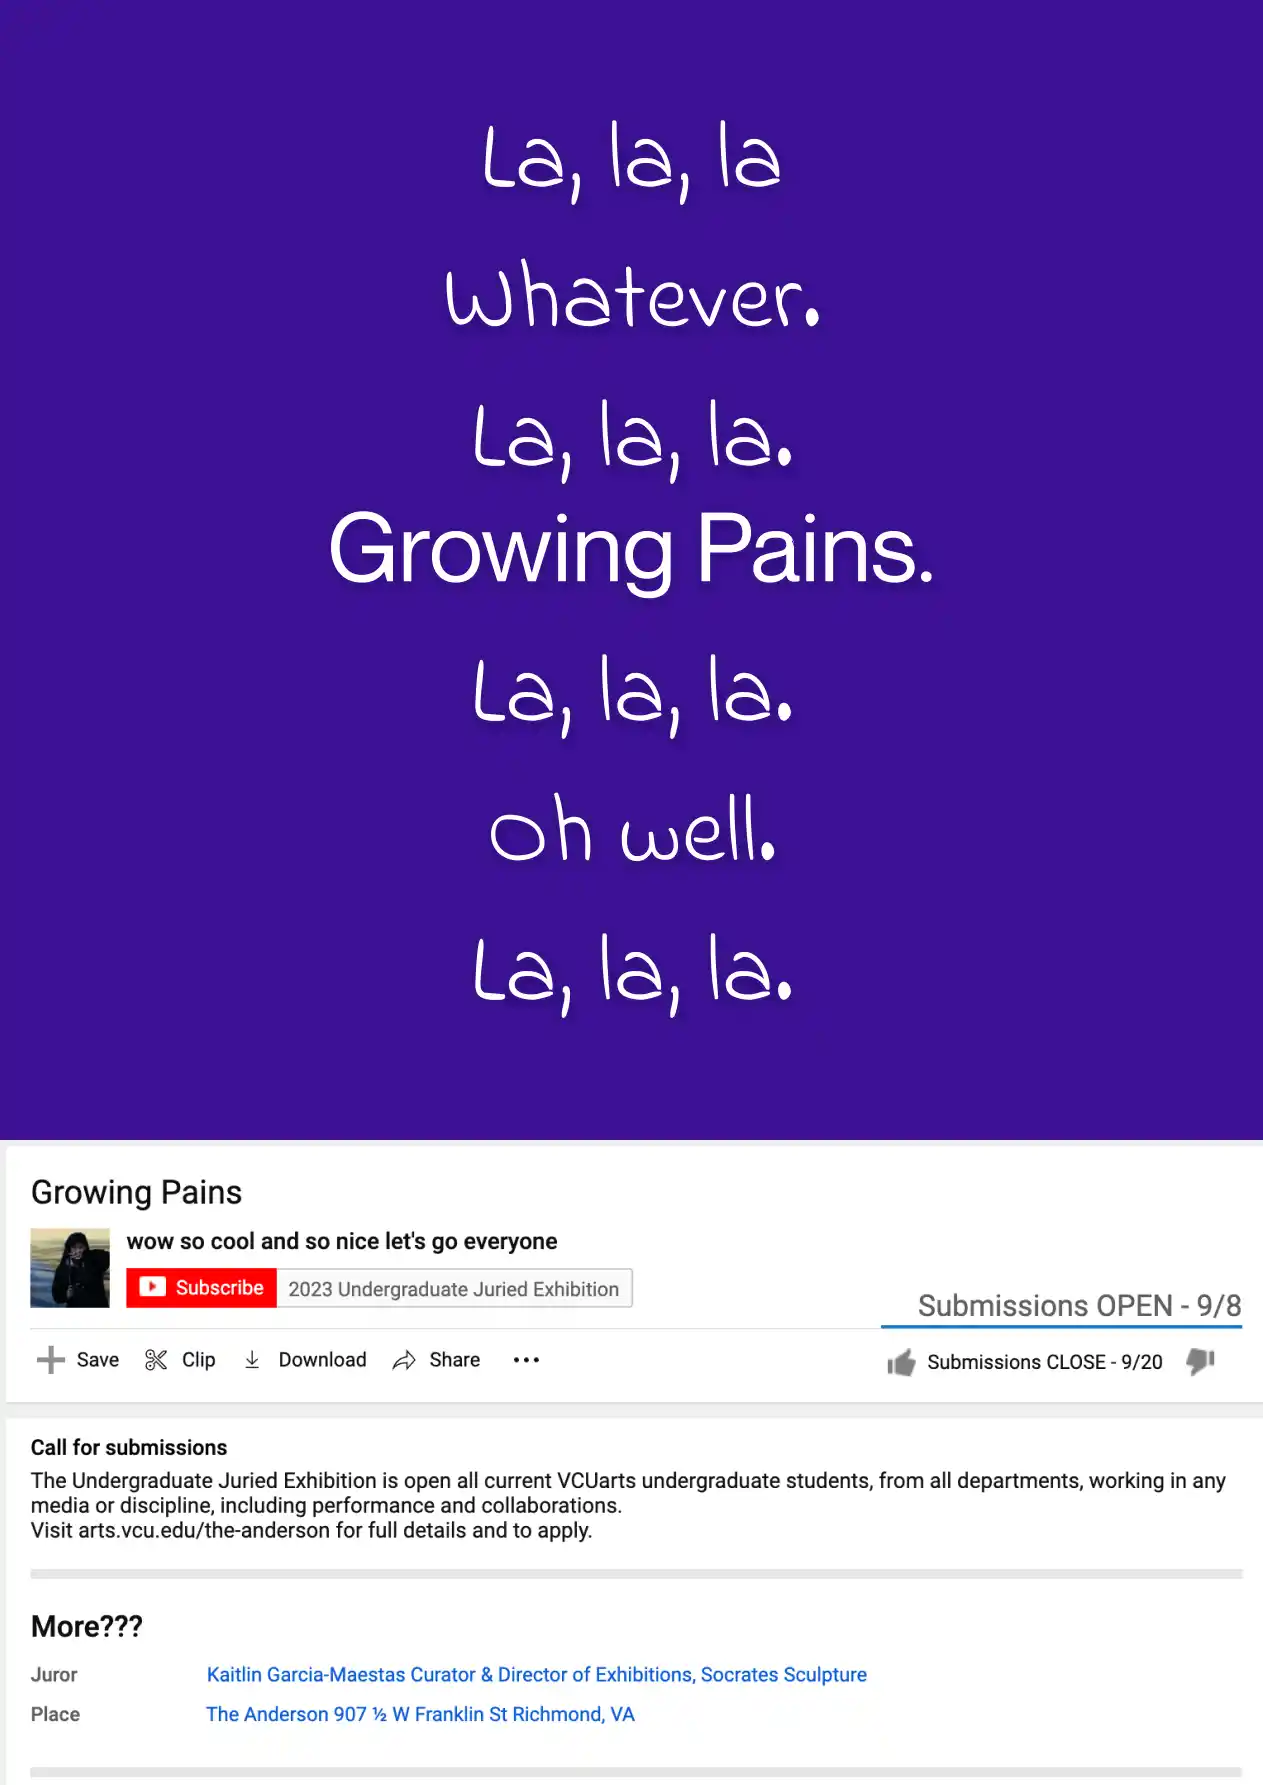 La, la, la
Whatever.
La, la, la.
Growing Pains.
La, la, la.
Oh well.
La, la, la.
Growing Pains
wow so cool and so nice let's go everyone
Subscribe 2023 Undergraduate Juried Exhibition
Submissions OPEN - 9/8
Save Clip Download Share
Submissions CLOSE - 9/20
Call for submissions
The Undergraduate Juried Exhibition is open all current VCUarts undergraduate students, from all departments, working in any
media or discipline, including performance and collaborations.
Visit arts.vcu.edu/the-anderson for full details and to apply.
More???
Juror Kaitlin Garcia-Maestas Curator & Director of Exhibitions, Socrates Sculpture
Place The Anderson 907 ½ W Franklin St Richmond, VA